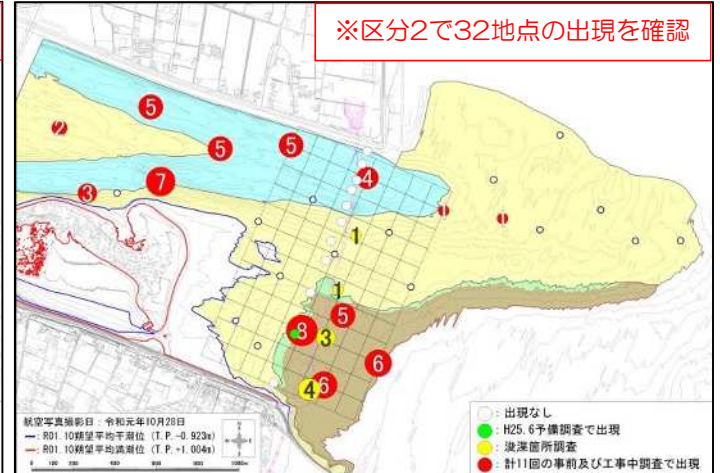 ※区分2で32地点の出現を確認
5
2
5
5
4
7
3
1
1
1
1
5
8
3
6
4
6
航空写真撮影日：令和元年10月28日
：R01.10朔望平均干潮位（T.P.-0.923m）
：R01.10朔望平均満潮位（T.P.+1.004m）
：出現なし
：H25.6予備調査で出現
：浚渫箇所調査
：計11回の事前及び工事中調査で出現